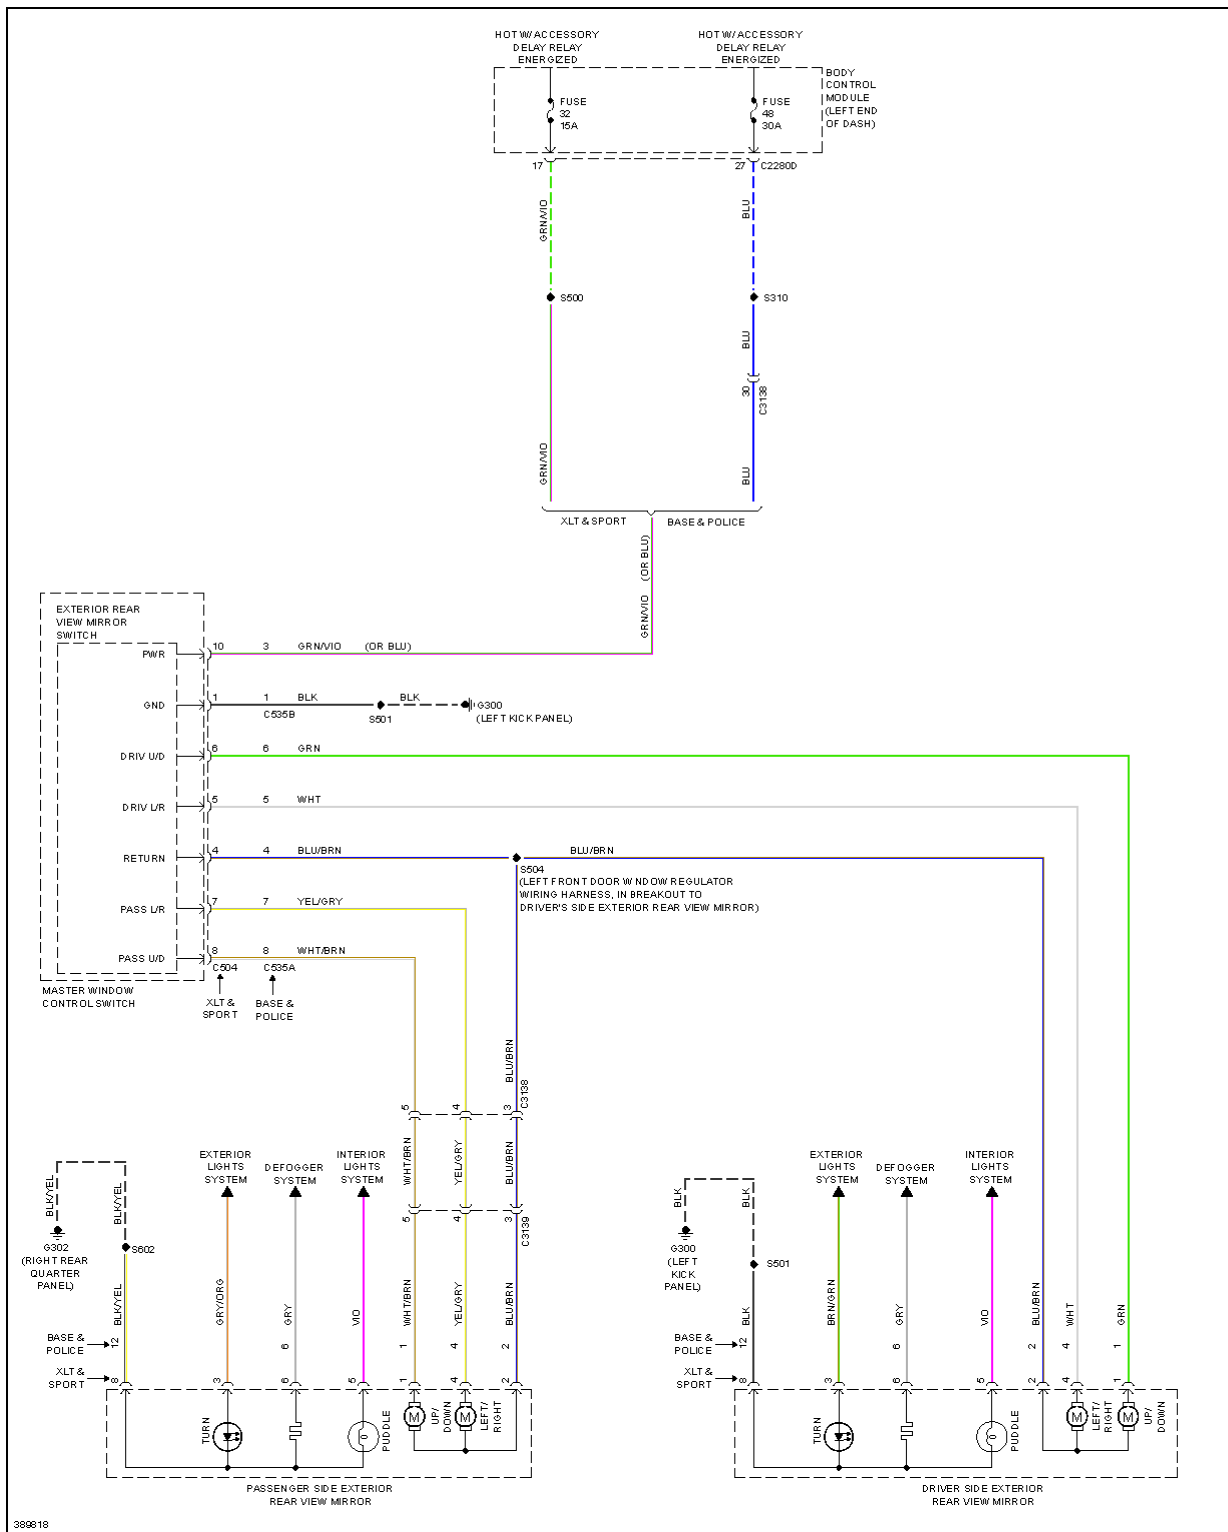 HOT W/ ACCESSORY
DELAY RELAY
ENERGIZED
HOT W/ ACCESSORY
DELAY RELAY
ENERGIZED
BODY
CONTROL
MODULE
(LEFT END
OF DASH)
FUSE
32
15A
FUSE
48
30A
17
27
C2280D
GRN/VIO
BLU
S500
S310
BLU
30
C3138
GRN/VIO
BLU
XLT & SPORT
BASE & POLICE
(OR BLU)
GRN/VIO
EXTERIOR REAR
VIEW MIRROR
SWITCH
PWR
10
3
GRN/VIO
(OR BLU)
GND
1
1
BLK
BLK
C535B
S501
G300
(LEFT KICK PANEL)
DRIV U/D
6
6
GRN
DRIV L/R
5
5
WHT
RETURN
4
4
BLU/BRN
BLU/BRN
S504
(LEFT FRONT DOOR WINDOW REGULATOR
WIRING HARNESS, IN BREAKOUT TO
DRIVER'S SIDE EXTERIOR REAR VIEW MIRROR)
PASS L/R
7
7
YEL/GRY
PASS U/D
8
8
WHT/BRN
C504
C535A
MASTER WINDOW
CONTROL SWITCH
XLT &
SPORT
BASE &
POLICE
BLU/BRN
5
4
3
C3138
WHT/BRN
YEL/GRY
BLU/BRN
5
4
3
C3139
EXTERIOR
LIGHTS
SYSTEM
DEFOGGER
SYSTEM
INTERIOR
LIGHTS
SYSTEM
BLK/YEL
BLK/YEL
G302
(RIGHT REAR
QUARTER
PANEL)
S602
BLK/YEL
GRY/ORG
GRY
VIO
WHT/BRN
YEL/GRY
BLU/BRN
BASE &
POLICE
12
6
1
4
2
XLT &
SPORT
8
3
6
5
1
4
2
TURN
PUDDLE
M
UP/
DOWN
M
LEFT/
RIGHT
PASSENGER SIDE EXTERIOR
REAR VIEW MIRROR
EXTERIOR
LIGHTS
SYSTEM
DEFOGGER
SYSTEM
INTERIOR
LIGHTS
SYSTEM
BLK
BLK
G300
(LEFT
KICK
PANEL)
S501
BLK
BRN/GRN
GRY
VIO
BLU/BRN
WHT
GRN
BASE &
POLICE
12
6
2
4
1
XLT &
SPORT
8
3
6
5
2
4
1
TURN
PUDDLE
M
LEFT/
RIGHT
M
UP/
DOWN
DRIVER SIDE EXTERIOR
REAR VIEW MIRROR
389818